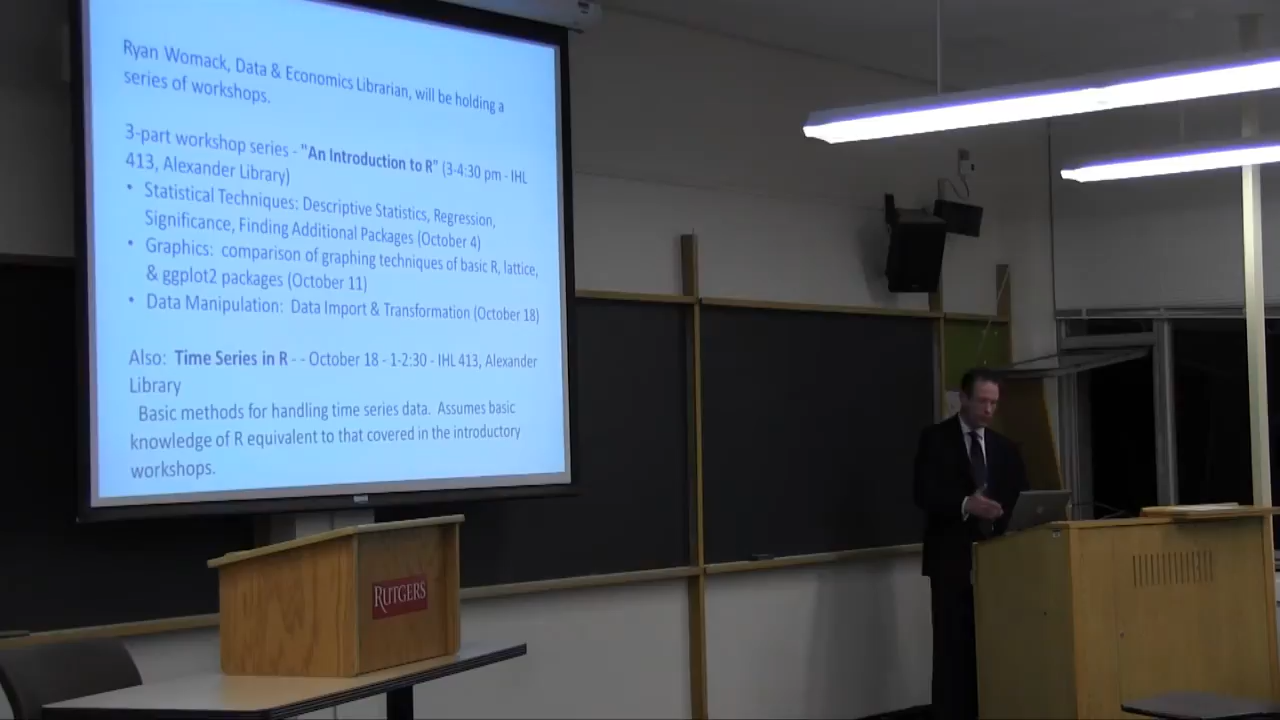 Ryan Womack, Data & Economics Librarian, will be holding a
series of workshops.
3-part workshop series - "An Introduction to R" (3-4:30 pm - IHL
413, Alexander Library)
• Statistical Techniques: Descriptive Statistics, Regression,
Significance, Finding Additional Packages (October 4)
• Graphics: comparison of graphing techniques of basic R, lattice,
& ggplot2 packages (October 11)
• Data Manipulation: Data Import & Transformation (October 18)
Also: Time Series in R - - October 18 - 1-2:30 - IHL 413, Alexander
Library
Basic methods for handling time series data. Assumes basic
knowledge of R equivalent to that covered in the introductory
workshops.
RUTGERS